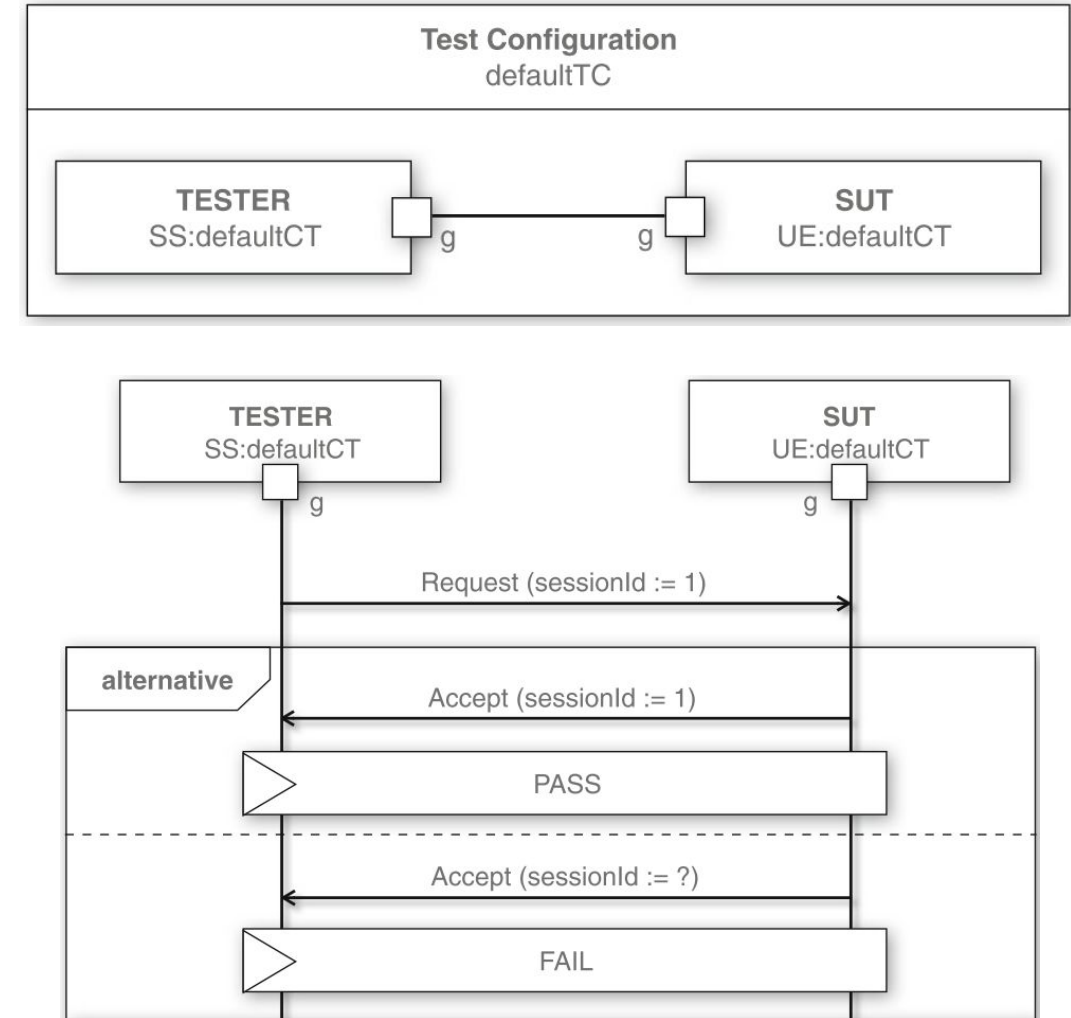 Test Configuration
defaultTC
TESTER
SS:defaultCT
g
g
SUT
UE:defaultCT
TESTER
SS:defaultCT
g
SUT
UE:defaultCT
g
Request (sessionId := 1)
alternative
Accept (sessionId := 1)
PASS
Accept (sessionId := ?)
FAIL